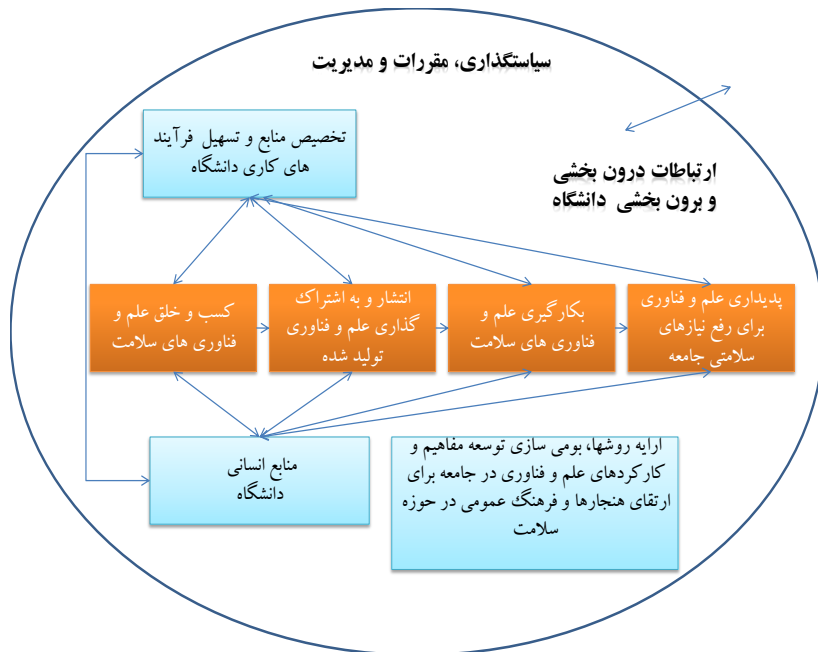 سیاستگذاری، مقررات و مدیریت
تخصیص منابع و تسهیل فرآیند
های کاری دانشگاه
ارتباطات درون بخشی
و برون بخشی دانشگاه
کسب و خلق علم و
فناوری های سلامت
انتشار و به اشتراک
گذاری علم و فناوری
تولید شده
بکارگیری علم و
فناوری های سلامت
پدیداری علم و فناوری
برای رفع نیازهای
سلامتی جامعه
منابع انسانی
دانشگاه
ارایه روشها، بومی سازی توسعه مفاهیم و
کارکردهای علم و فناوری در جامعه برای
ارتقای هنجارها و فرهنگ عمومی در حوزه
سلامت